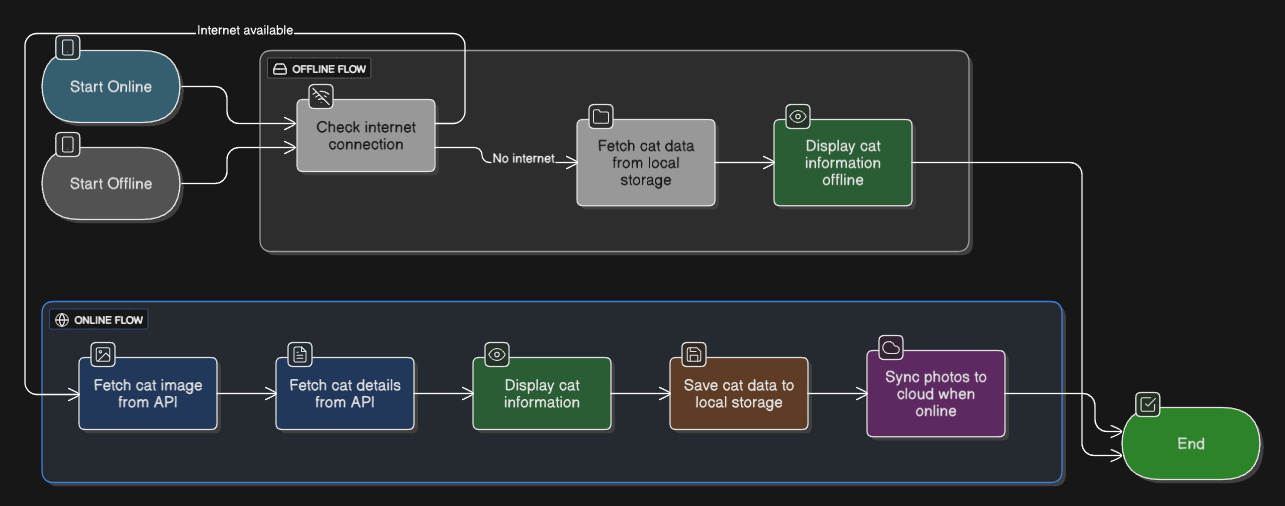 Internet available
Start Online
Start Offline
OFFLINE FLOW
Check internet
connection
No internet
Fetch cat data
from local
storage
Display cat
information
offline
ONLINE FLOW
Fetch cat image
from API
Fetch cat details
from API
Display cat
information
Save cat data to
local storage
Sync photos to
cloud when
online
End